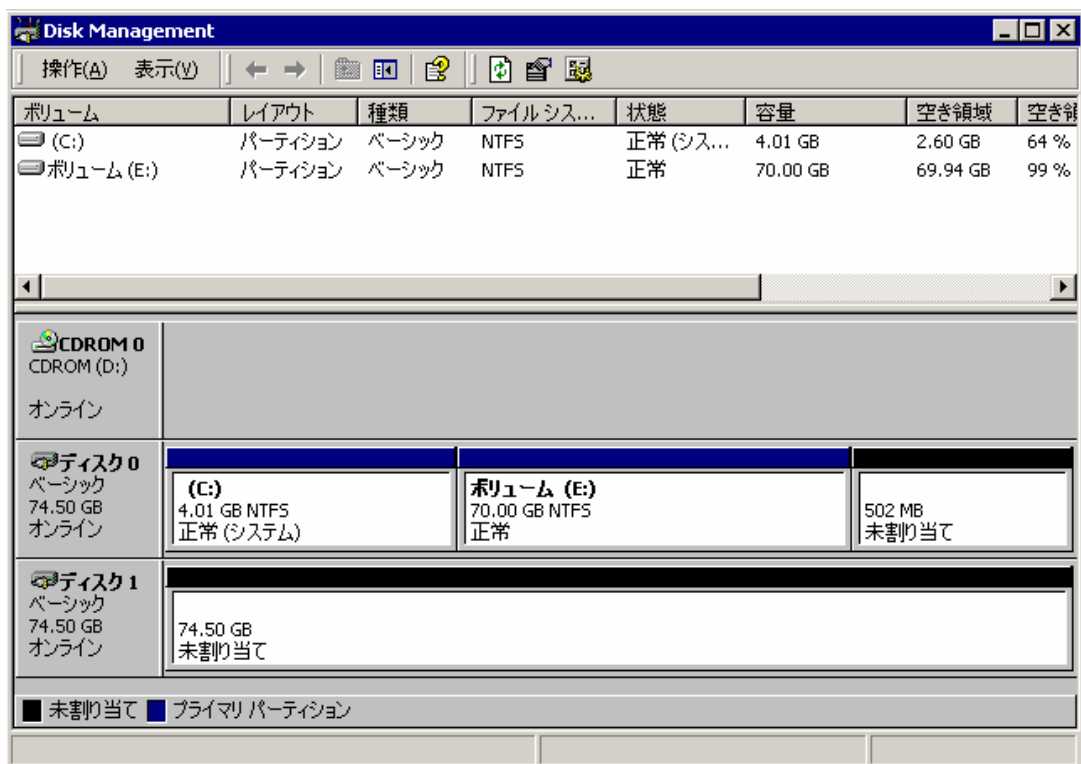 Disk Management
操作(A) 表示(V)
ボリューム レイアウト 種類 ファイル シス... 状態 容量 空き領域 空き
(C:) パーティション ベーシック NTFS 正常 (シス... 4.01 GB 2.60 GB 64 %
ボリューム (E:) パーティション ベーシック NTFS 正常 70.00 GB 69.94 GB 99 %
CDROM 0
CDROM (D:)
オンライン
ディスク 0
ベーシック
74.50 GB
オンライン
(C:)
4.01 GB NTFS
正常 (システム)
ボリューム (E:)
70.00 GB NTFS
正常
502 MB
未割り当て
ディスク 1
ベーシック
74.50 GB
オンライン
74.50 GB
未割り当て
未割り当て プライマリ パーティション